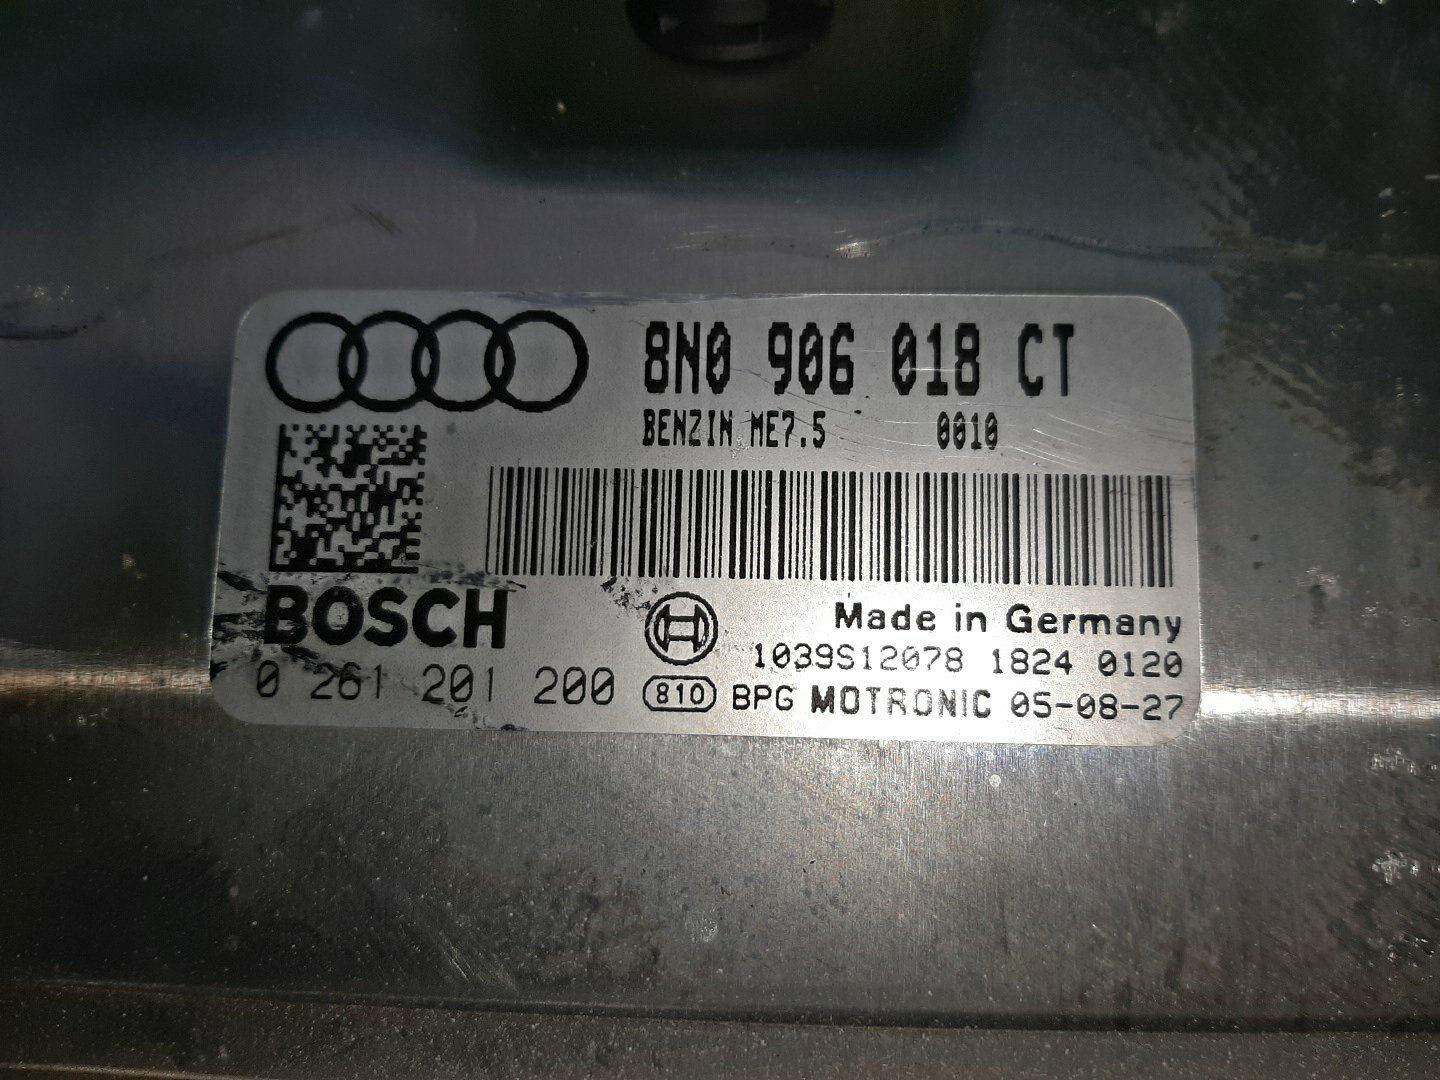 8N0 906 018 CT
BENZIN ME7.5 0010
BOSCH
Made in Germany
1039S12078 1824 0120
0 261 201 200
810 BPG MOTRONIC 05-08-27